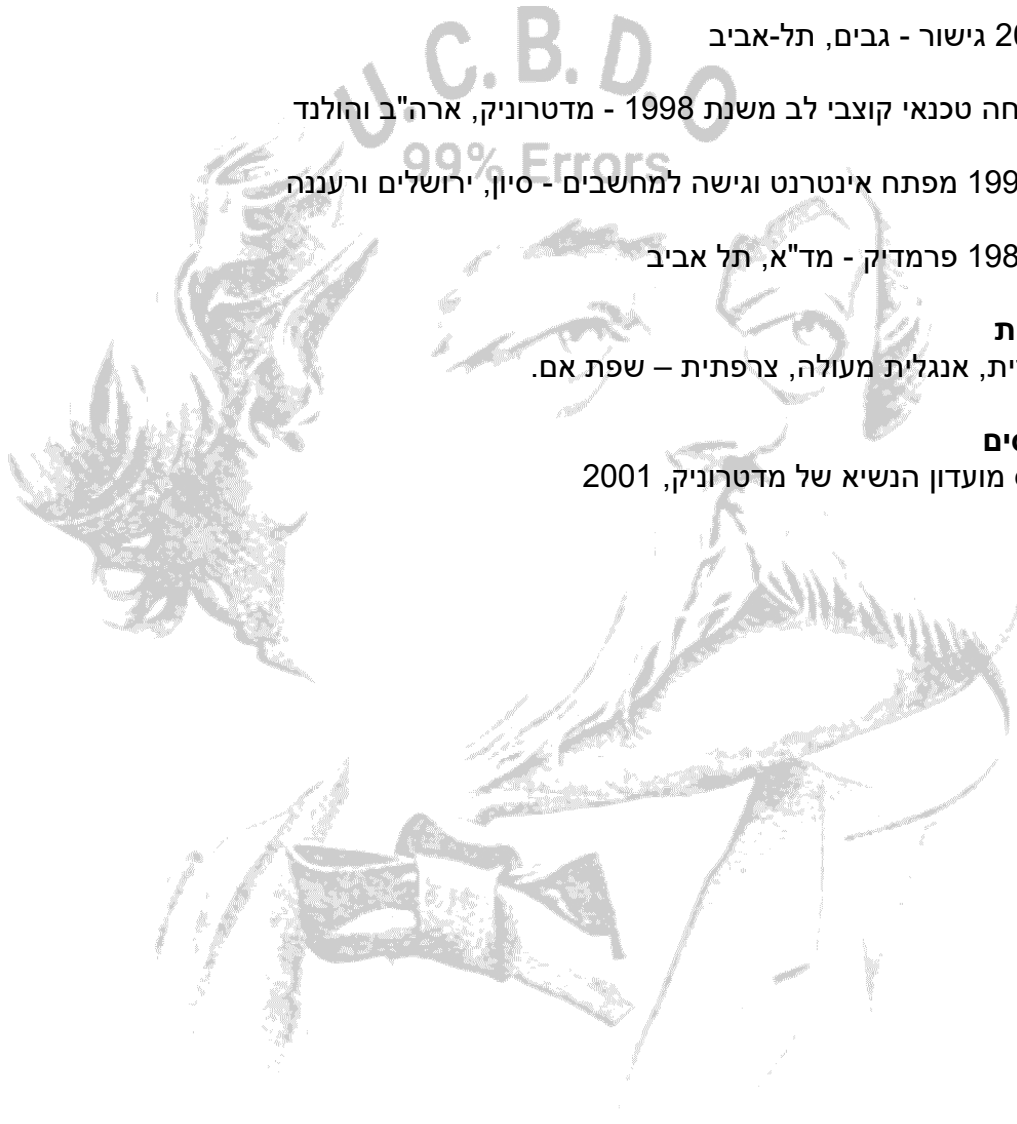 U.C.B.D.O
99% Errors
גישור - גבים, תל-אביב
טכנאי קוצבי לב משנת 1998 - מדטרוניק, ארה"ב והולנד
מפתח אינטרנט וגישה למחשבים - סיון, ירושלים ורעננה
פרמדיק - מד"א, תל אביב
אנגלית מעולה, צרפתית – שפת אם.
מועדון הנשיא של מדטרוניק, 2001